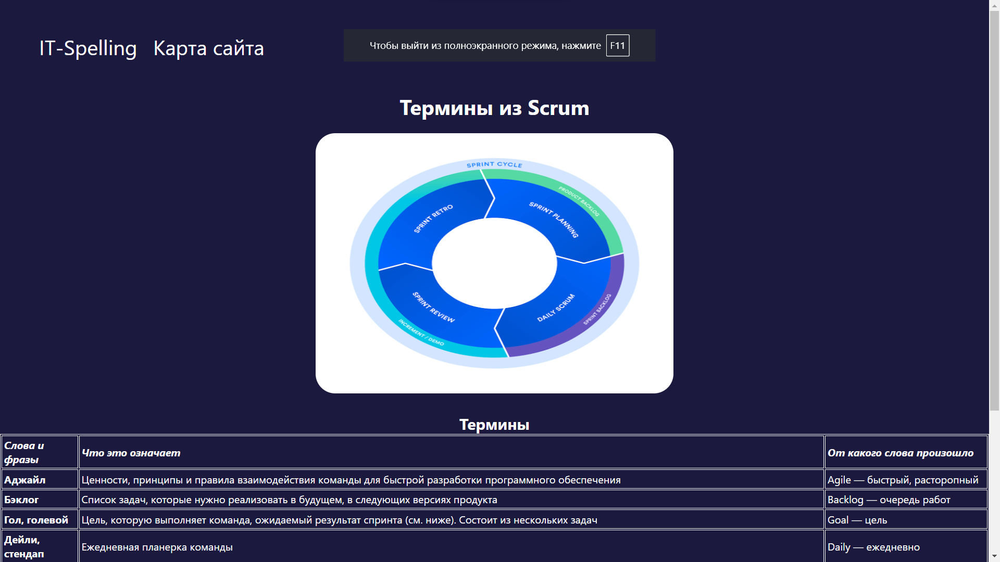 IT-Spelling Карта сайта
Чтобы выйти из полноэкранного режима, нажмите F11
Термины из Scrum
SPRINT CYCLE
PRODUCT BACKLOG
SPRINT RETRO
SPRINT PLANNING
SPRINT REVIEW
DAILY SCRUM
SPRINT BACKLOG
INCREMENT / DEMO
Термины
Слова и
фразы
Что это означает
От какого слова произошло
Аджайл
Ценности, принципы и правила взаимодействия команды для быстрой разработки программного обеспечения
Agile — быстрый, расторопный
Бэклог
Список задач, которые нужно реализовать в будущем, в следующих версиях продукта
Backlog — очередь работ
Гол, голевой
Цель, которую выполняет команда, ожидаемый результат спринта (см. ниже). Состоит из нескольких задач
Goal — цель
Дейли,
стендап
Ежедневная планерка команды
Daily — ежедневно